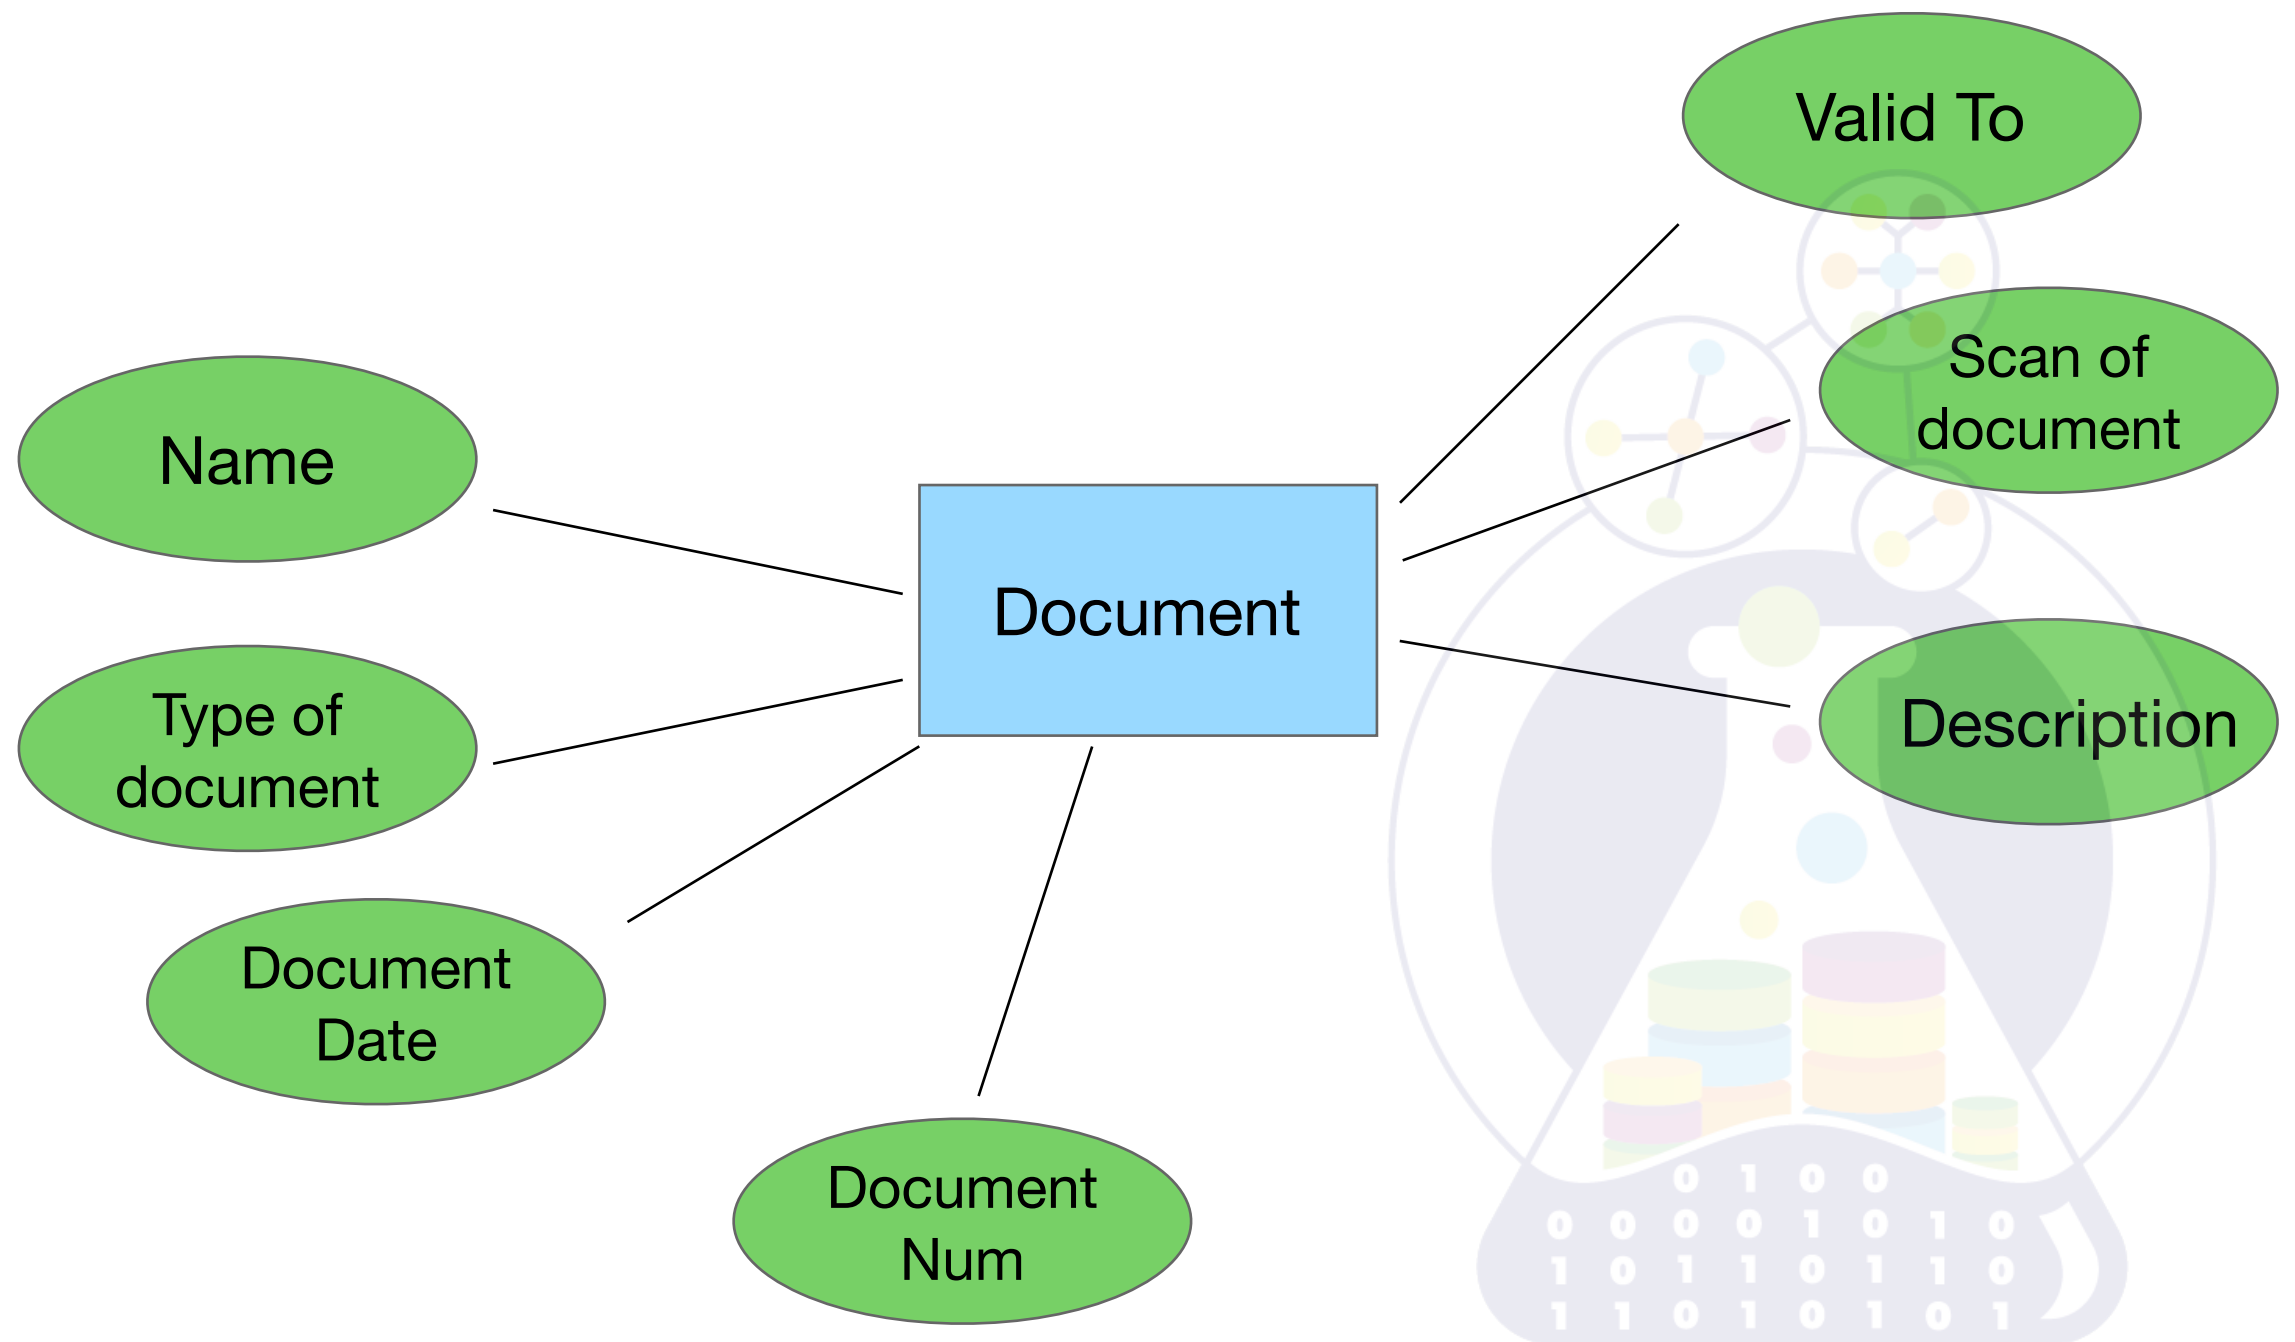 Valid To
Scan of
document
Name
Document
Description
Type of
document
Document
Date
Document
Num
0 1 0 0
0 0 0 0 1 0 1 0
1 0 1 1 0 1 1 0
1 1 0 1 0 1 0 1